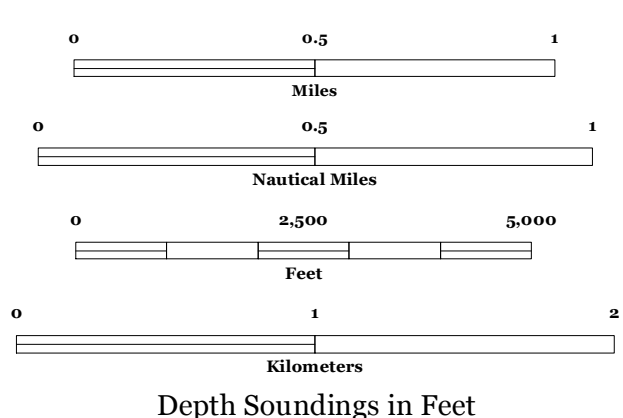 0 0.5 1
Miles
0 0.5 1
Nautical Miles
0 2,500 5,000
Feet
0 1 2
Kilometers
Depth Soundings in Feet